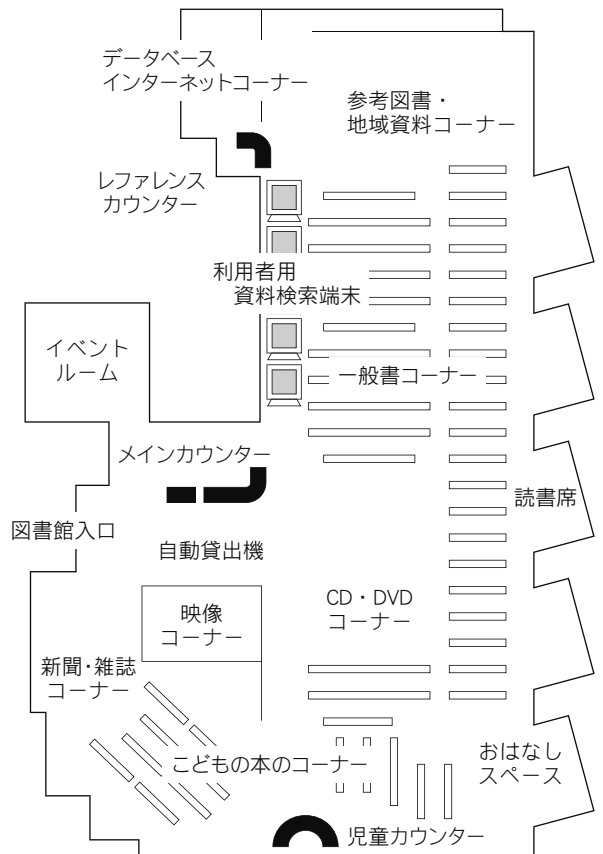 データベース
インターネットコーナー
参考図書・
地域資料コーナー
レファレンス
カウンター
利用者用
資料検索端末
イベント
ルーム
一般書コーナー
メインカウンター
読書席
図書館入口
自動貸出機
映像
コーナー
CD・DVD
コーナー
新聞・雑誌
コーナー
こどもの本のコーナー
おはなし
スペース
児童カウンター